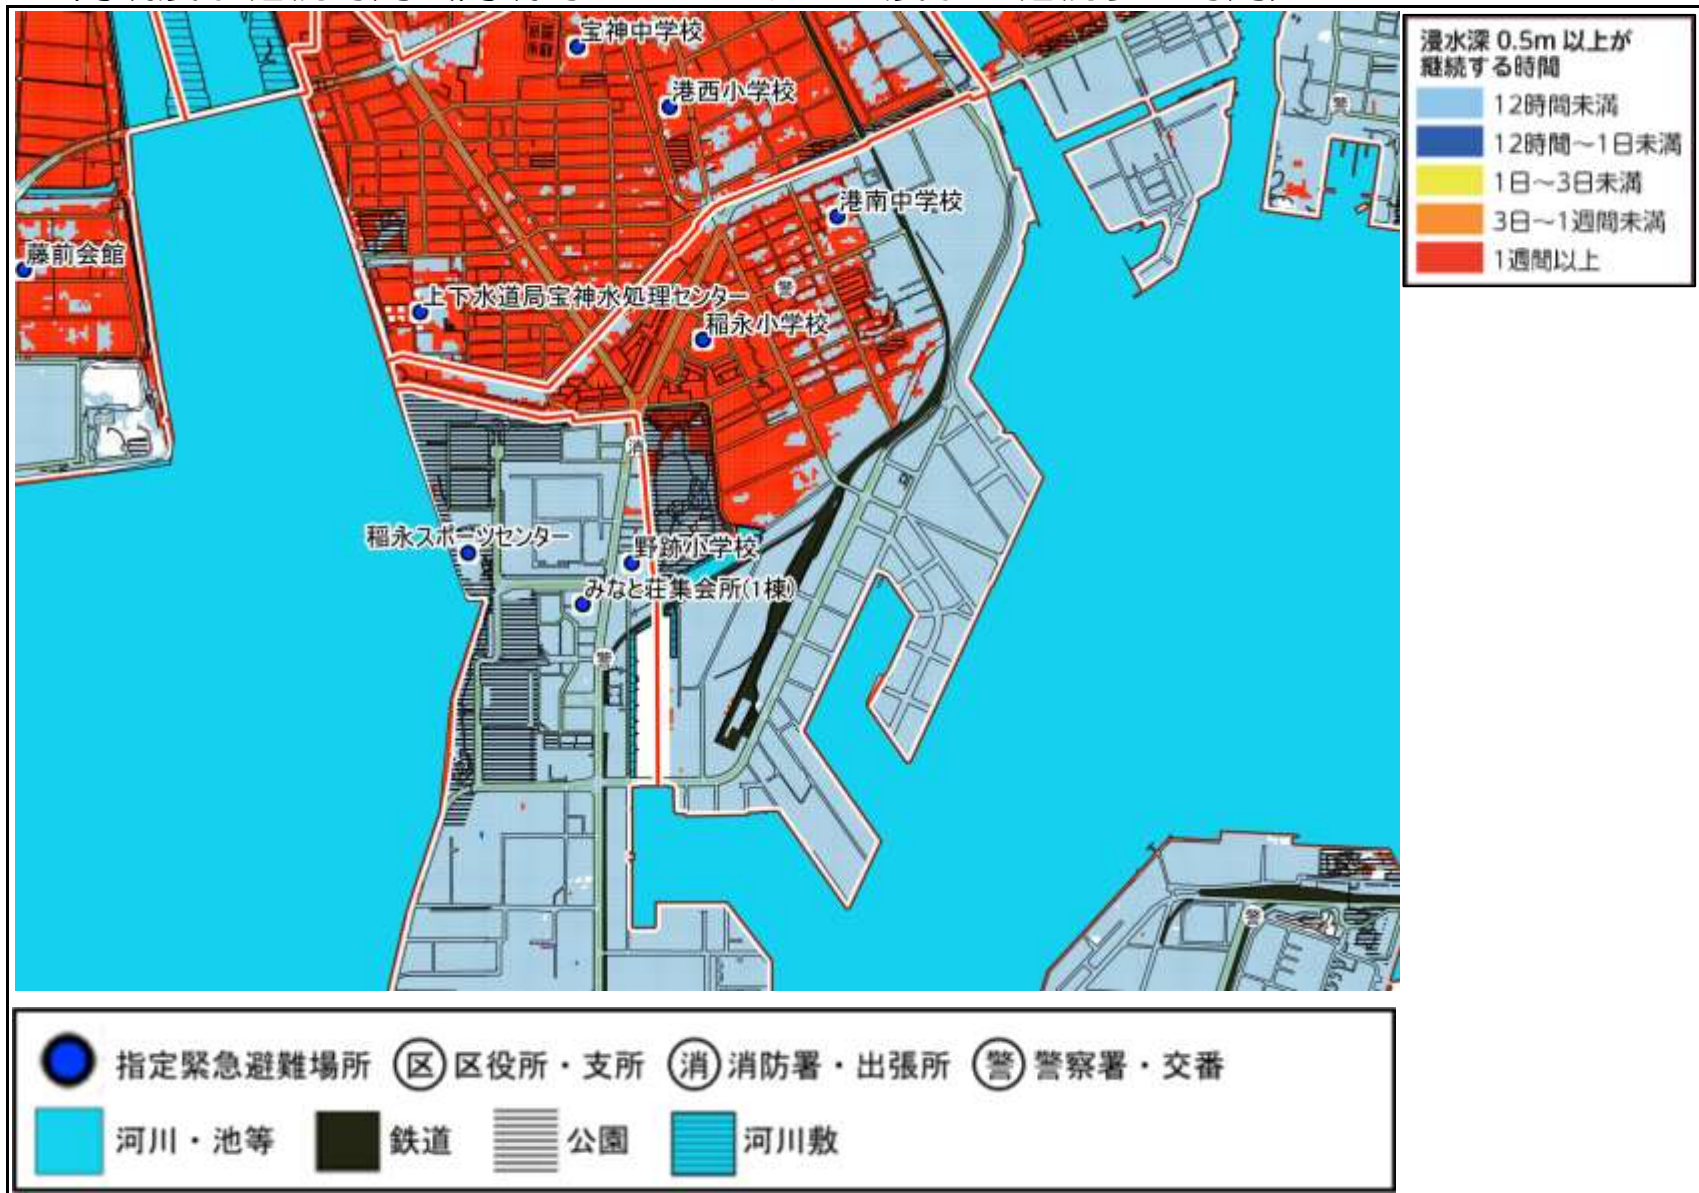 宝神中学校
港西小学校
警
港南中学校
藤前会館
警
上下水道局宝神水処理センター
稲永小学校
消
稲永スポーツセンター
野跡小学校
みなと荘集会所(1棟)
警
警
浸水深 0.5m 以上が
継続する時間
12時間未満
12時間～1日未満
1日～3日未満
3日～1週間未満
1週間以上
指定緊急避難場所 区 区役所・支所 消 消防署・出張所 警 警察署・交番
河川・池等 鉄道 公園 河川敷